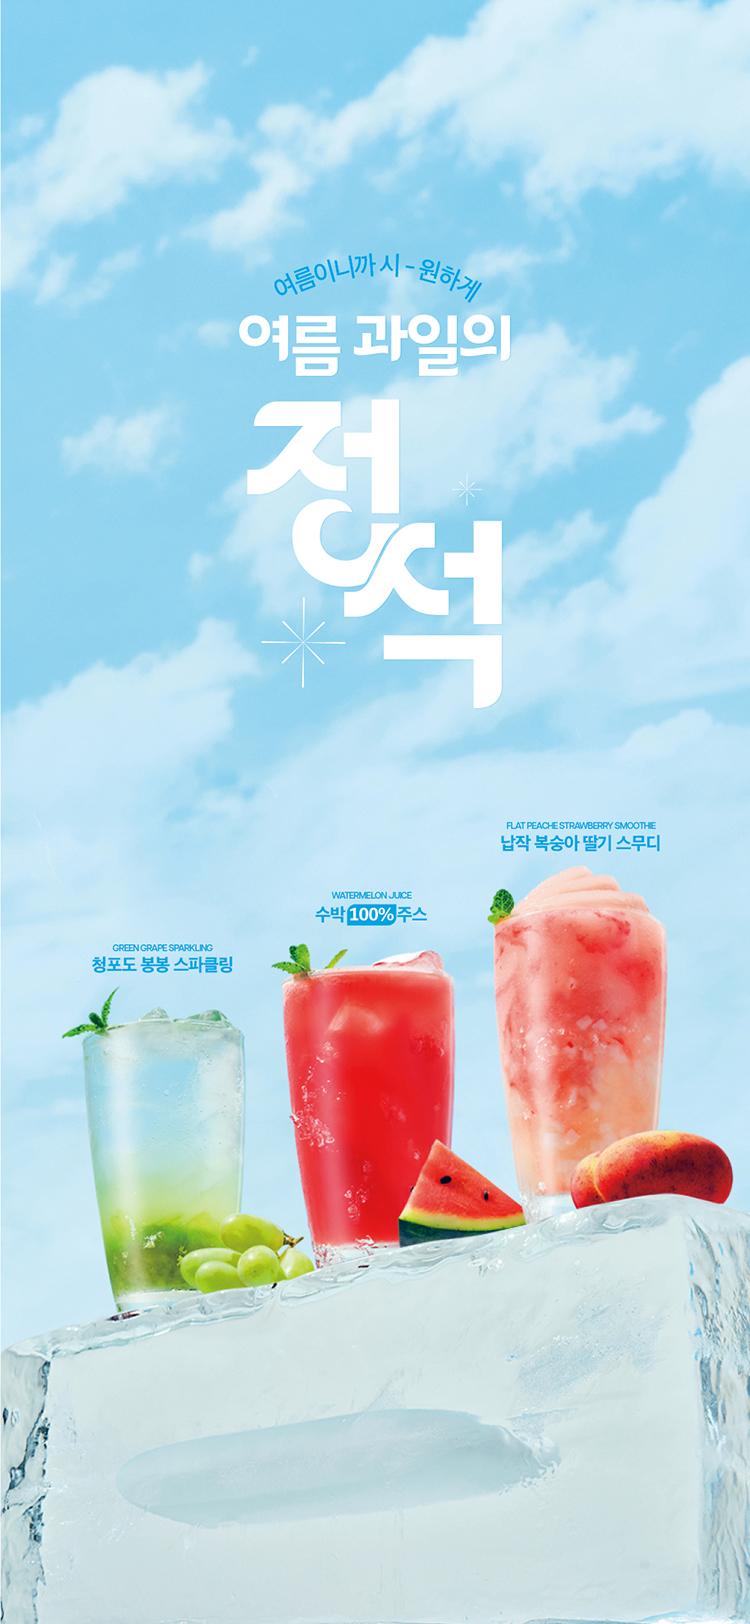 여름이니까 시-원하게
여름 과일의
정석
FLAT PEACHE STRAWBERRY SMOOTHIE
납작 복숭아 딸기 스무디
WATERMELON JUICE
수박 100% 주스
GREEN GRAPE SPARKLING
청포도 봉봉 스파클링